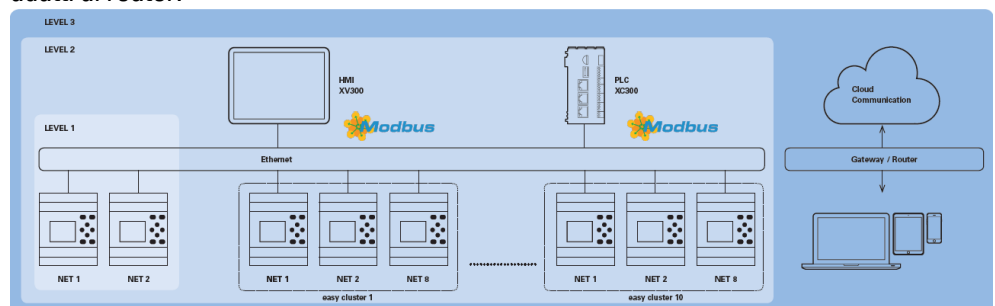 LEVEL 3
LEVEL 2
HMI
XV300
PLC
XC300
Cloud
Communication
Modbus
Modbus
LEVEL 1
Ethernet
Gateway / Router
NET 1
NET 2
NET 1
NET 2
NET 8
NET 1
NET 2
NET 8
easy cluster 1
easy cluster 10